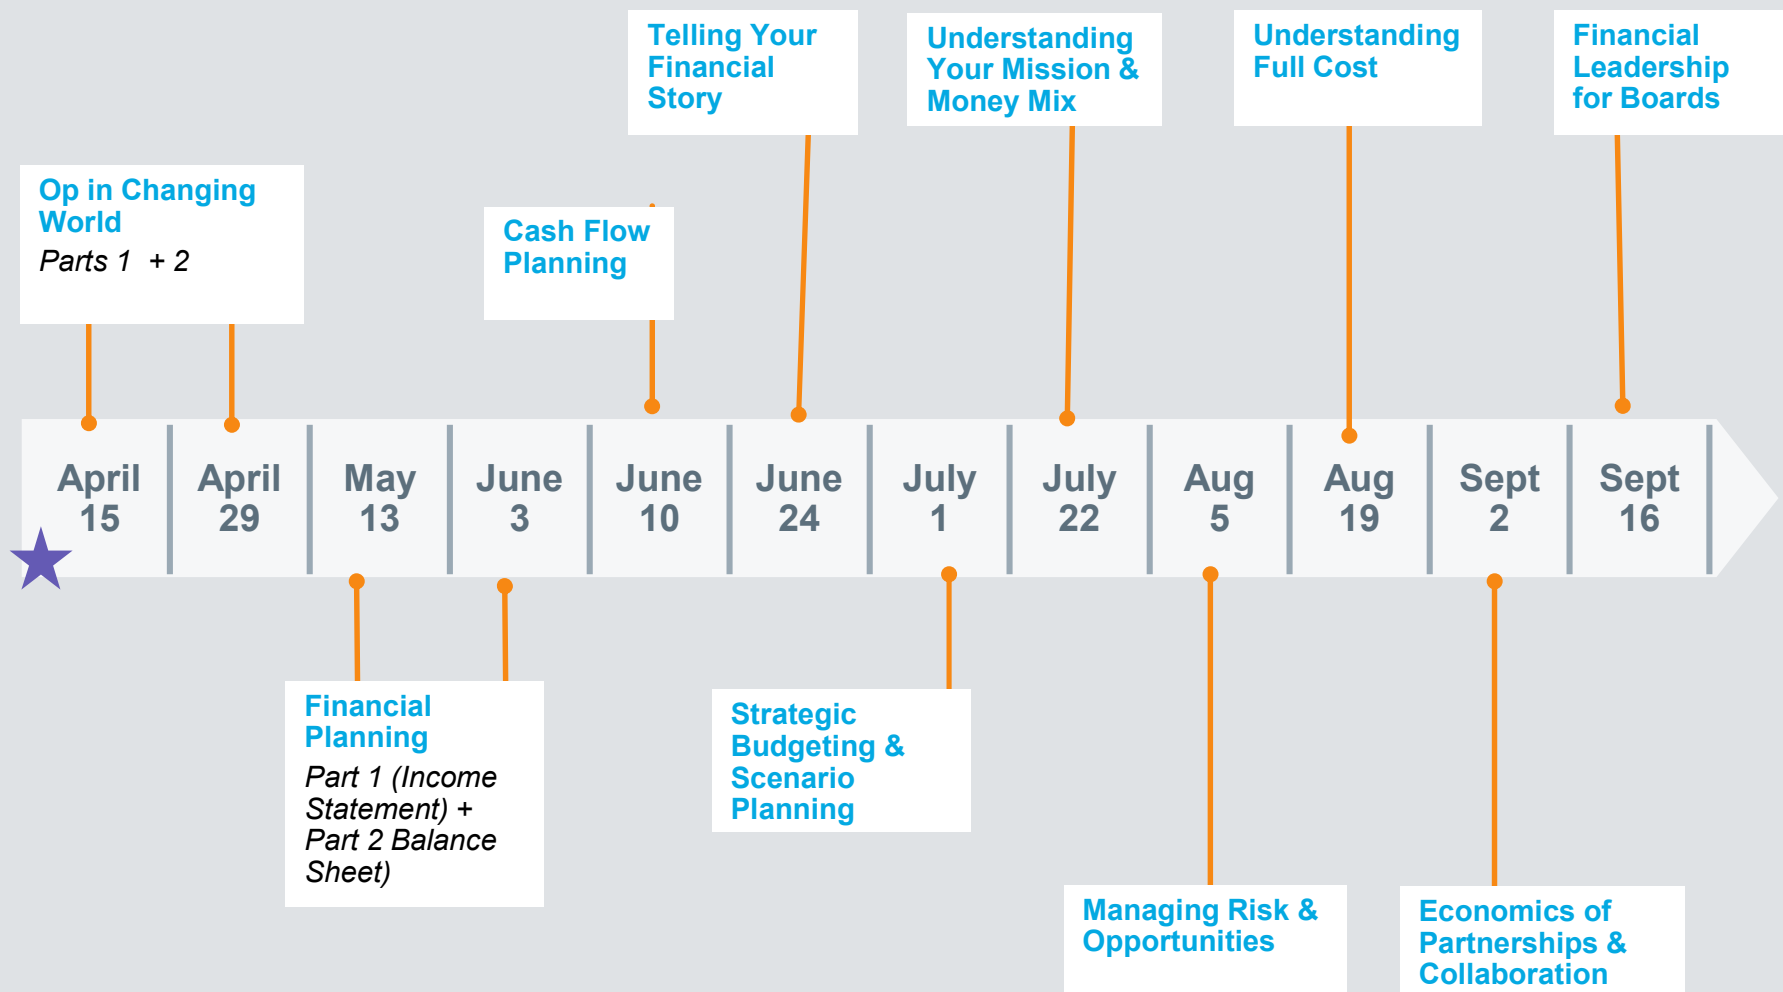 Telling Your
Financial
Story
Understanding
Your Mission &
Money Mix
Understanding
Full Cost
Financial
Leadership
for Boards
Op in Changing
World
Parts 1 + 2
Cash Flow
Planning
April
15
April
29
May
13
June
3
June
10
June
24
July
1
July
22
Aug
5
Aug
19
Sept
2
Sept
16
Financial
Planning
Part 1 (Income
Statement) +
Part 2 Balance
Sheet)
Strategic
Budgeting &
Scenario
Planning
Managing Risk &
Opportunities
Economics of
Partnerships &
Collaboration